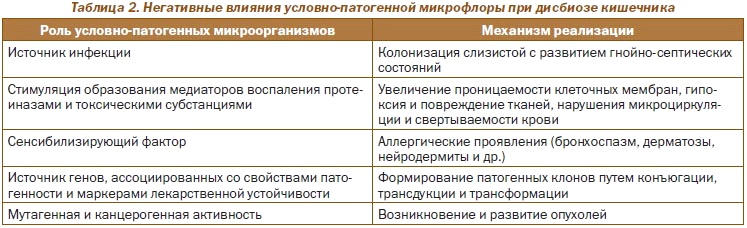 Таблица 2. Негативные влияния условно-патогенной микрофлоры при дисбиозе кишечника
Роль условно-патогенных микроорганизмов
Механизм реализации
Источник инфекции
Колонизация слизистой с развитием гнойно-септических
состояний
Стимуляция образования медиаторов воспаления проте-
иназами и токсическими субстанциями
Увеличение проницаемости клеточных мембран, гипо-
ксия и повреждение тканей, нарушения микроциркуля-
ции и свертываемости крови
Сенсибилизирующий фактор
Аллергические проявления (бронхоспазм, дерматозы,
нейродермиты и др.)
Источник генов, ассоциированных со свойствами пато-
генности и маркерами лекарственной устойчивости
Формирование патогенных клонов путем конъюгации,
трансдукции и трансформации
Мутагенная и канцерогенная активность
Возникновение и развитие опухолей